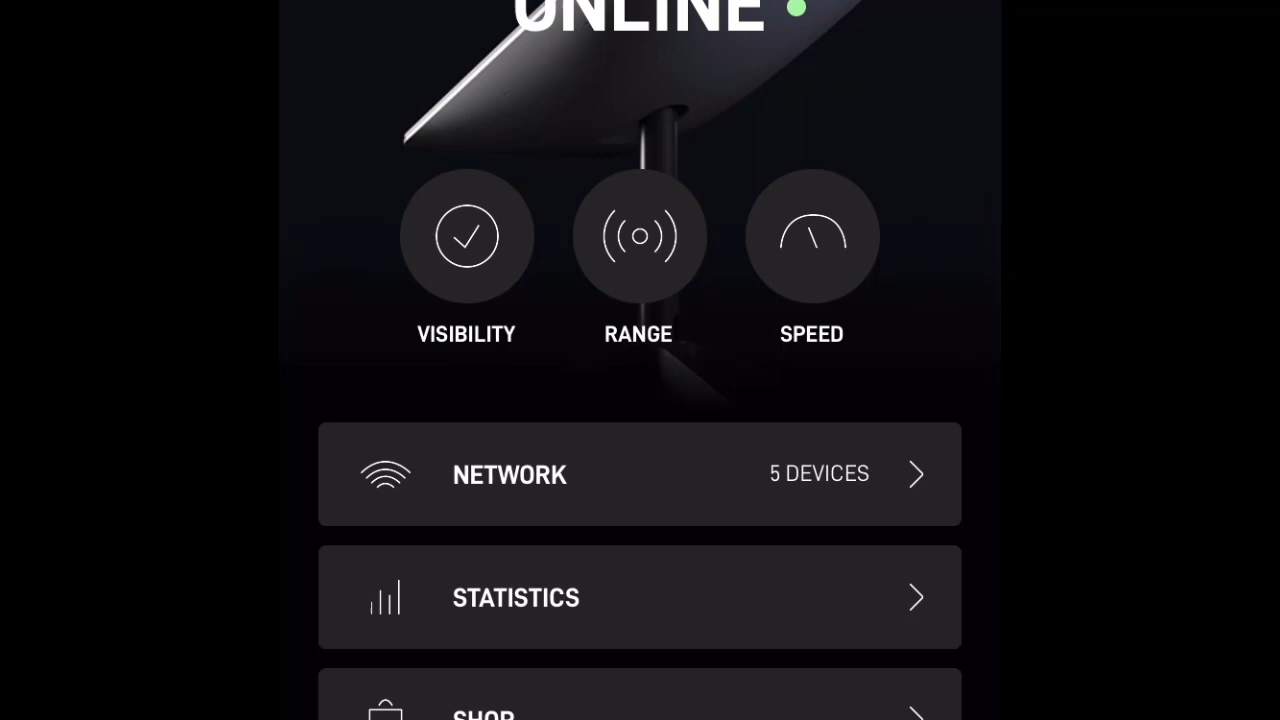 ONLINE
VISIBILITY
RANGE
SPEED
NETWORK
5 DEVICES
STATISTICS
SHOP